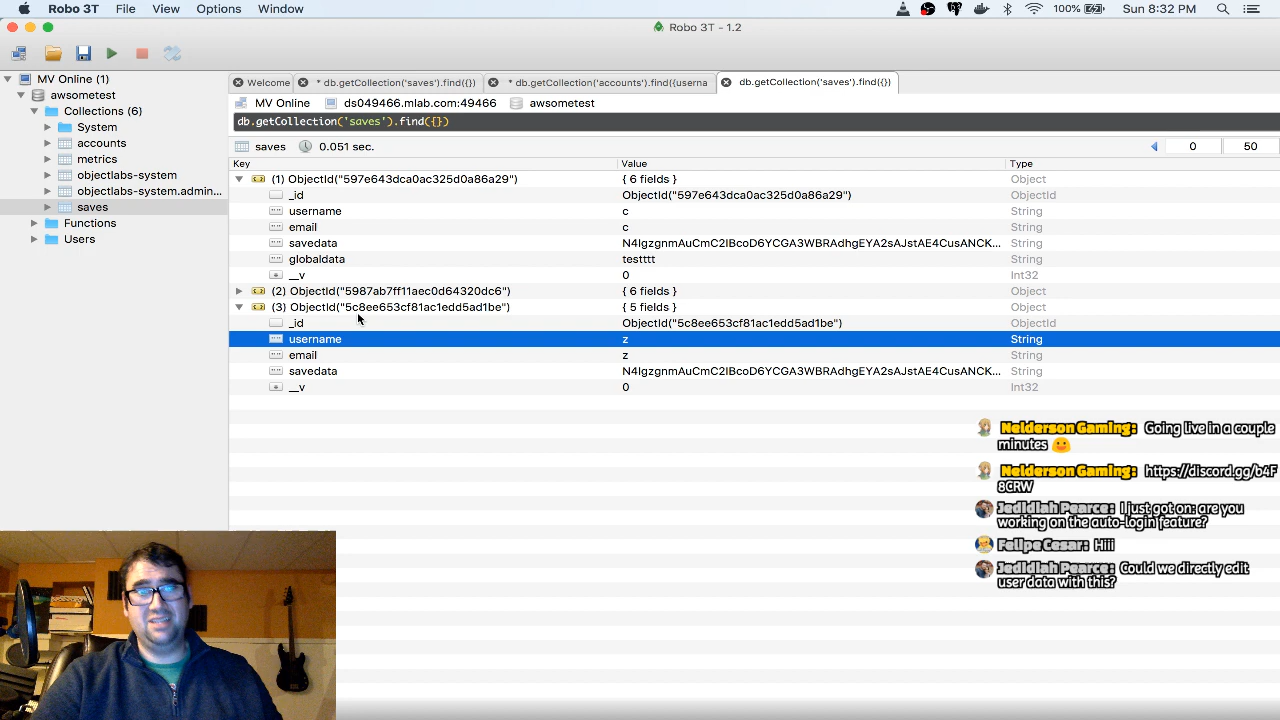 Robo 3T File View Options Window 100% Sun 8:32 PM
Robo 3T - 1.2
MV Online (1)
awsometest
Collections (6)
System
accounts
metrics
objectlabs-system
objectlabs-system.admin...
saves
Functions
Users
Welcome * db.getCollection('saves').find({}) * db.getCollection('accounts').find({userna db.getCollection('saves').find({})
MV Online ds049466.mlab.com:49466 awsometest
db.getCollection('saves').find({})
saves 0.051 sec. 0 50
Key Value Type
(1) ObjectId("597e643dca0ac325d0a86a29") { 6 fields } Object
_id ObjectId("597e643dca0ac325d0a86a29") ObjectId
username c String
email c String
savedata N4IgzgnmAuCmC2IBcoD6YCGA3WBRAdhgEYA2sAJstAE4CusANCK... String
globaldata testttt String
__v 0 Int32
(2) ObjectId("5987ab7ff11aec0d64320dc6") { 6 fields } Object
(3) ObjectId("5c8ee653cf81ac1edd5ad1be") { 5 fields } Object
_id ObjectId("5c8ee653cf81ac1edd5ad1be") ObjectId
username z String
email z String
savedata N4IgzgnmAuCmC2IBcoD6YCGA3WBRAdhgEYA2sAJstAE4CusANCK... String
__v 0 Int32
Nelderson Gaming: Going live in a couple
minutes
Nelderson Gaming: https://discord.gg/b4F
8CRW
Jedidiah Pearce: I just got on: are you
working on the auto-login feature?
Felipe Cesar: Hiii
Jedidiah Pearce: Could we directly edit
user data with this?